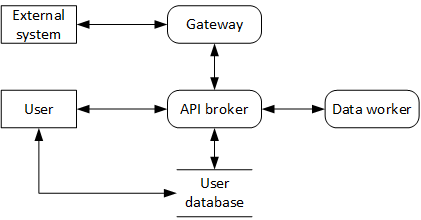 External
system
Gateway
User
API broker
Data worker
User
database